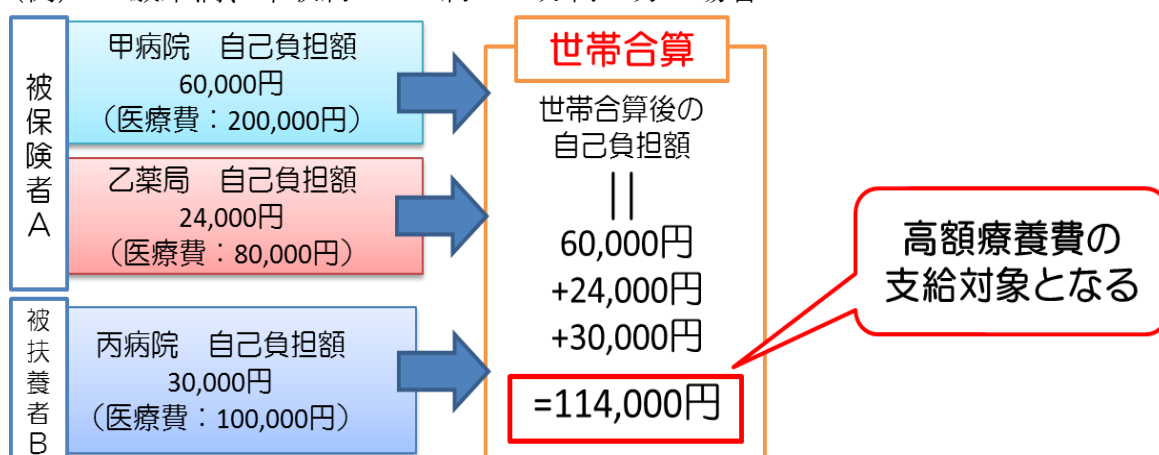 被保険者A
甲病院　自己負担額
60,000円
（医療費：200,000円）
乙薬局　自己負担額
24,000円
（医療費：80,000円）
被扶養者B
丙病院　自己負担額
30,000円
（医療費：100,000円）
世帯合算
世帯合算後の
自己負担額
||
60,000円
+24,000円
+30,000円
=114,000円
高額療養費の
支給対象となる